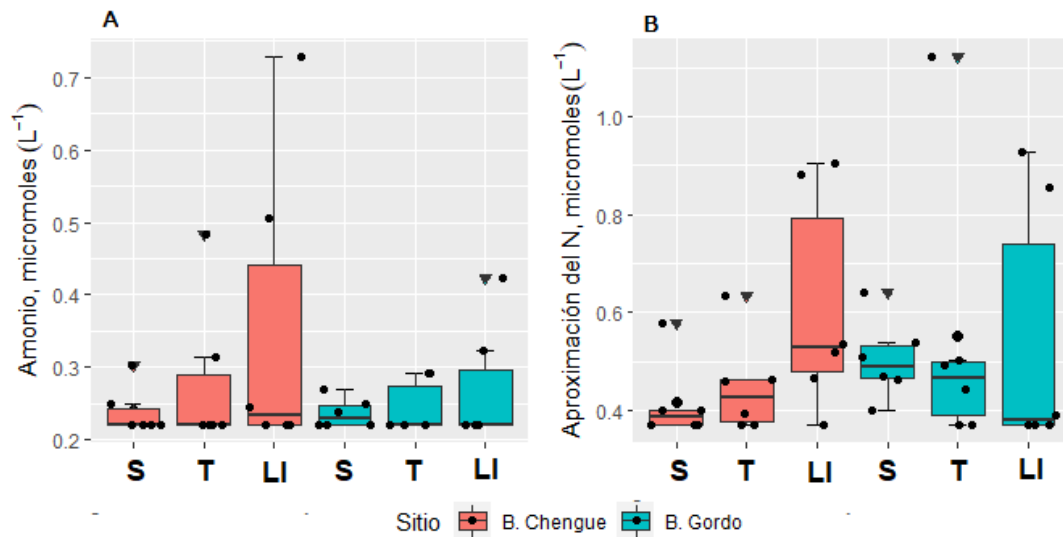 A
B
Amonio, micromoles (L⁻¹)
0.7
0.6
0.5
0.4
0.3
0.2
S T LI S T LI
Aproximación del N, micromoles (L⁻¹)
1.0
0.8
0.6
0.4
S T LI S T LI
Sitio B. Chengue B. Gordo